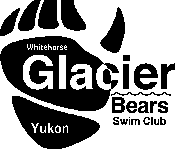 Whitehorse
Glacier
Bears
Swim Club
Yukon